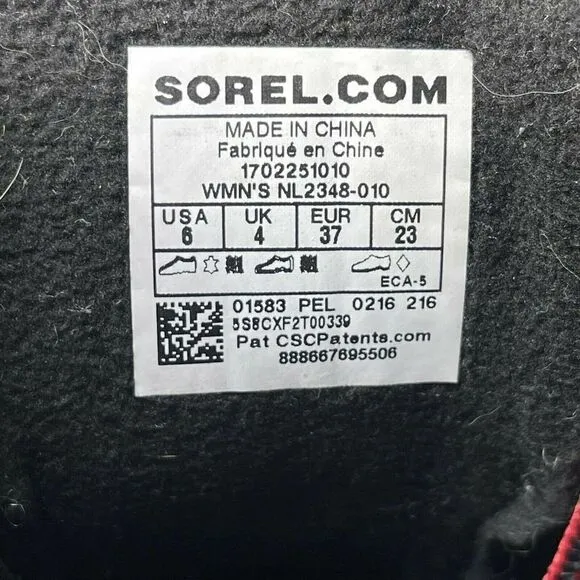 SOREL.COM
MADE IN CHINA
Fabriqué en Chine
1702251010
WMN'S NL2348-010
USA UK EUR CM
6 4 37 23
ECA-5
01583 PEL 0216 216
5S8CXF2T00339
Pat CSCPatents.com
888667695506